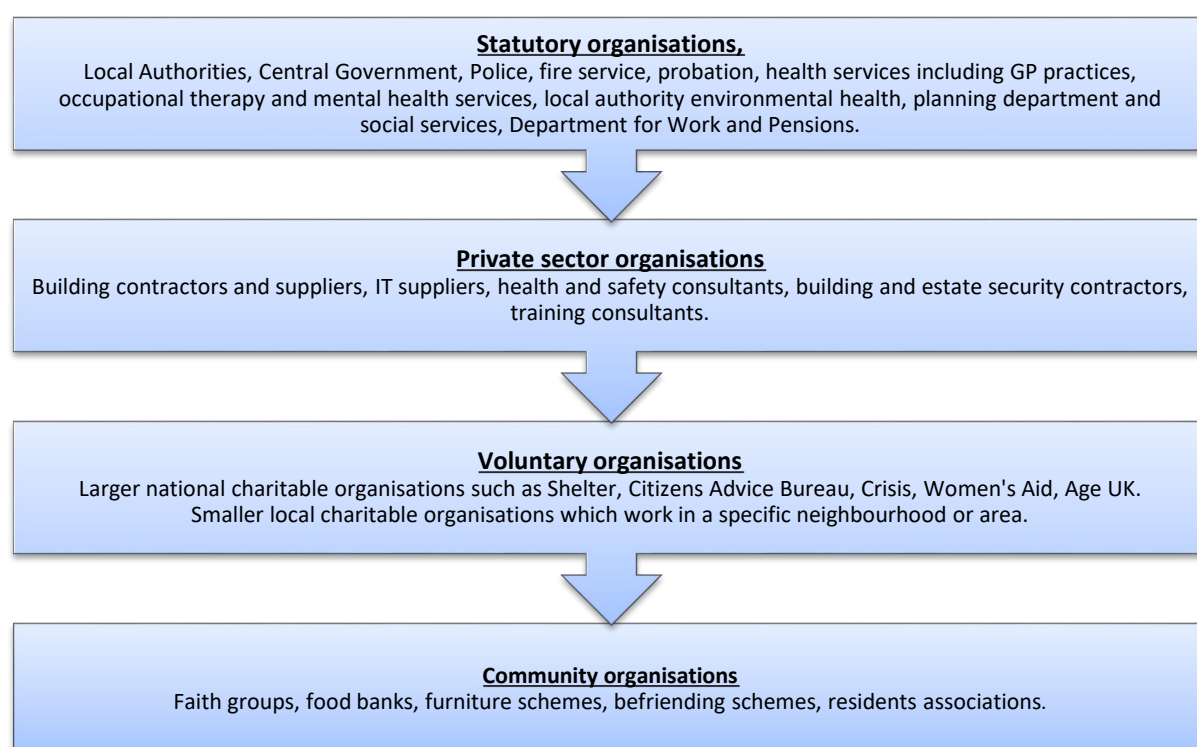 Statutory organisations,
Local Authorities, Central Government, Police, fire service, probation, health services including GP practices,
occupational therapy and mental health services, local authority environmental health, planning department and
social services, Department for Work and Pensions.
Private sector organisations
Building contractors and suppliers, IT suppliers, health and safety consultants, building and estate security contractors,
training consultants.
Voluntary organisations
Larger national charitable organisations such as Shelter, Citizens Advice Bureau, Crisis, Women's Aid, Age UK.
Smaller local charitable organisations which work in a specific neighbourhood or area.
Community organisations
Faith groups, food banks, furniture schemes, befriending schemes, residents associations.